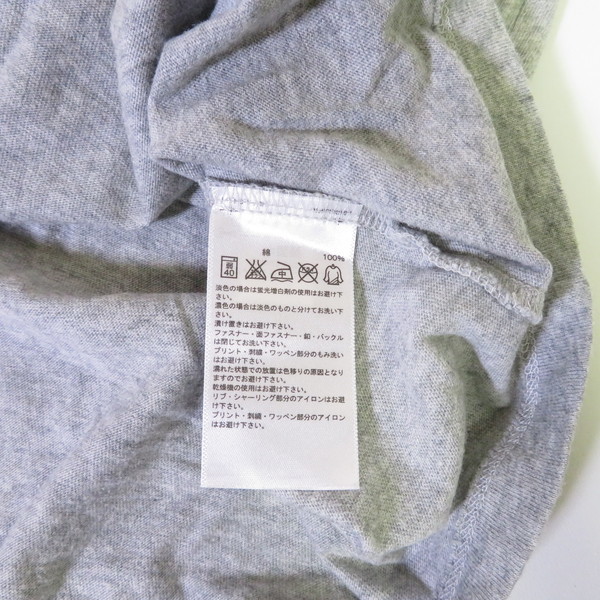 綿 100%
弱 40 中
淡色の場合は蛍光増白剤の使用はお避け下
さい。
濃色の場合は淡色のものと分けてお洗い下
さい。
漬け置きはお避け下さい。
ファスナー・面ファスナー・釦・バックル
は閉じてお洗い下さい。
プリント・刺繍・ワッペン部分のもみ洗い
はお避け下さい。
濡れた状態での放置は色移りの原因となり
ますのでお避け下さい。
乾燥機の使用はお避け下さい。
リブ・シャーリング部分のアイロンはお避
け下さい。
プリント・刺繍・ワッペン部分のアイロン
はお避け下さい。